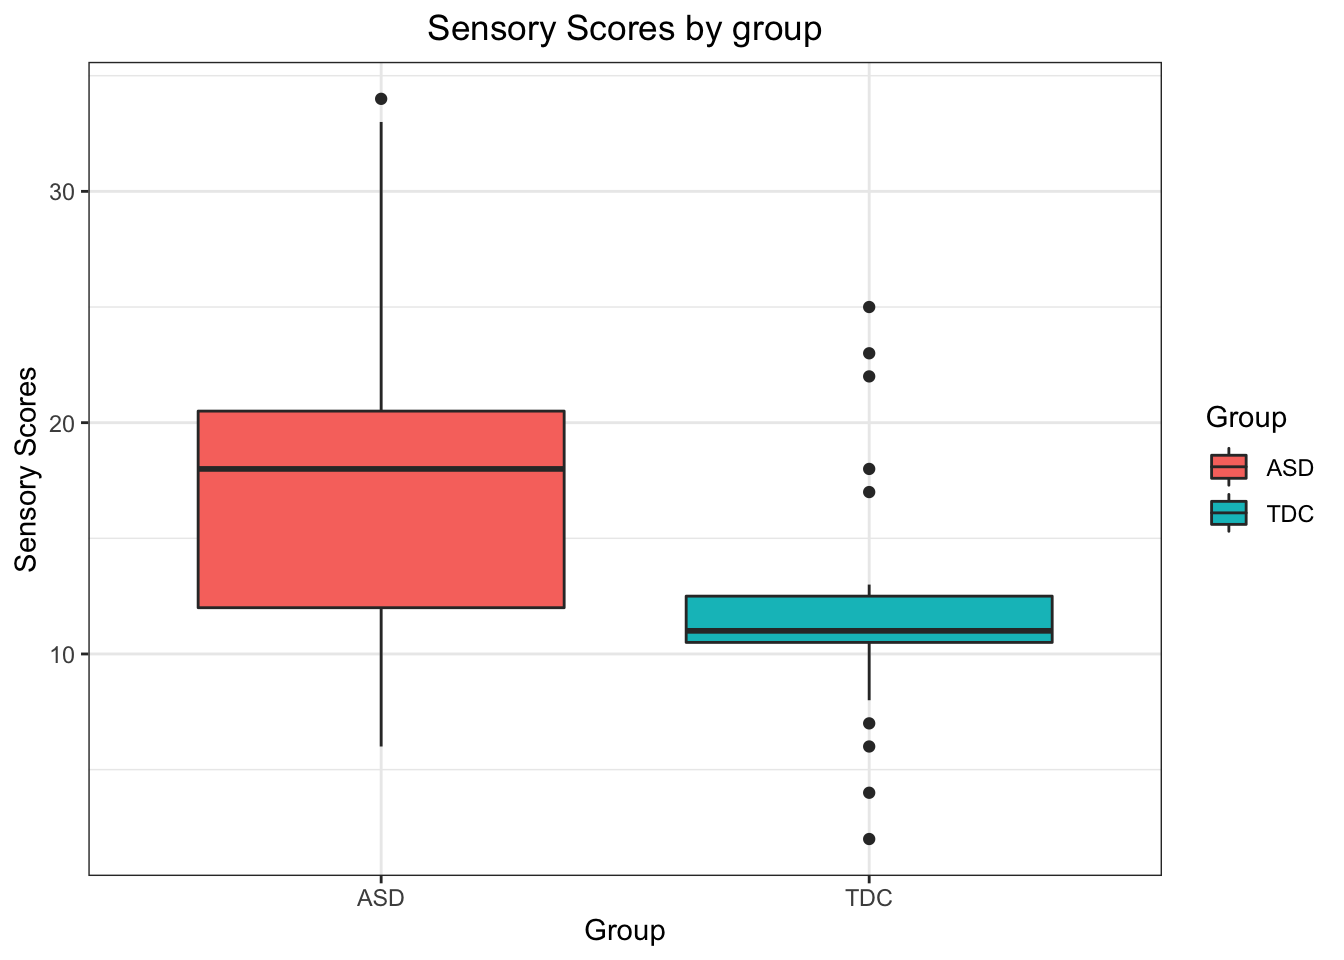 Sensory Scores by group
Sensory Scores
30
20
10
ASD
TDC
Group
Group
ASD
TDC